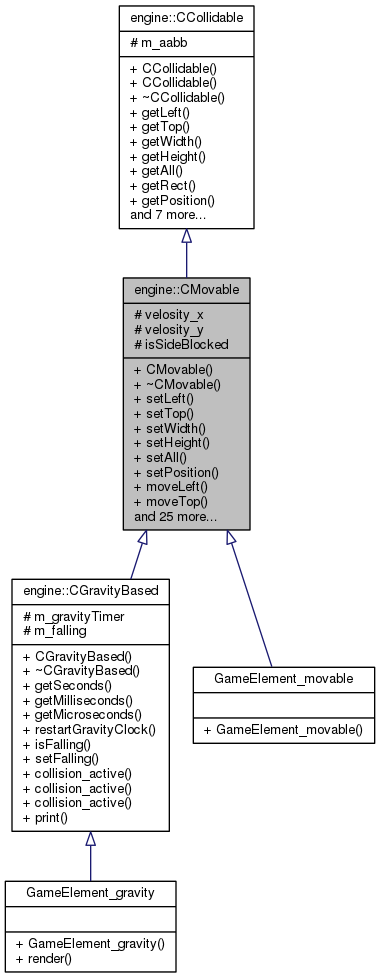 engine::CCollidable
# m_aabb
+ CCollidable()
+ CCollidable()
+ ~CCollidable()
+ getLeft()
+ getTop()
+ getWidth()
+ getHeight()
+ getAll()
+ getRect()
+ getPosition()
and 7 more...
engine::CMovable
# velosity_x
# velosity_y
# isSideBlocked
+ CMovable()
+ ~CMovable()
+ setLeft()
+ setTop()
+ setWidth()
+ setHeight()
+ setAll()
+ setPosition()
+ moveLeft()
+ moveTop()
and 25 more...
engine::CGravityBased
# m_gravityTimer
# m_falling
+ CGravityBased()
+ ~CGravityBased()
+ getSeconds()
+ getMilliseconds()
+ getMicroseconds()
+ restartGravityClock()
+ isFalling()
+ setFalling()
+ collision_active()
+ collision_active()
+ collision_active()
+ print()
GameElement_movable
+ GameElement_movable()
GameElement_gravity
+ GameElement_gravity()
+ render()